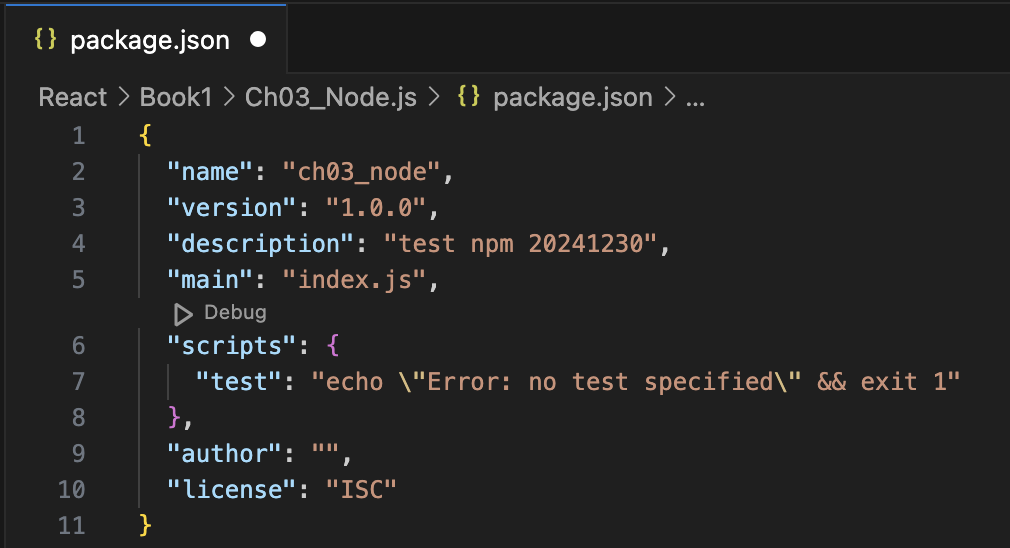 {} package.json
React > Book1 > Ch03_Node.js > {} package.json > ...
1 {
2 "name": "ch03_node",
3 "version": "1.0.0",
4 "description": "test npm 20241230",
5 "main": "index.js",
Debug
6 "scripts": {
7 "test": "echo \"Error: no test specified\" && exit 1"
8 },
9 "author": "",
10 "license": "ISC"
11 }